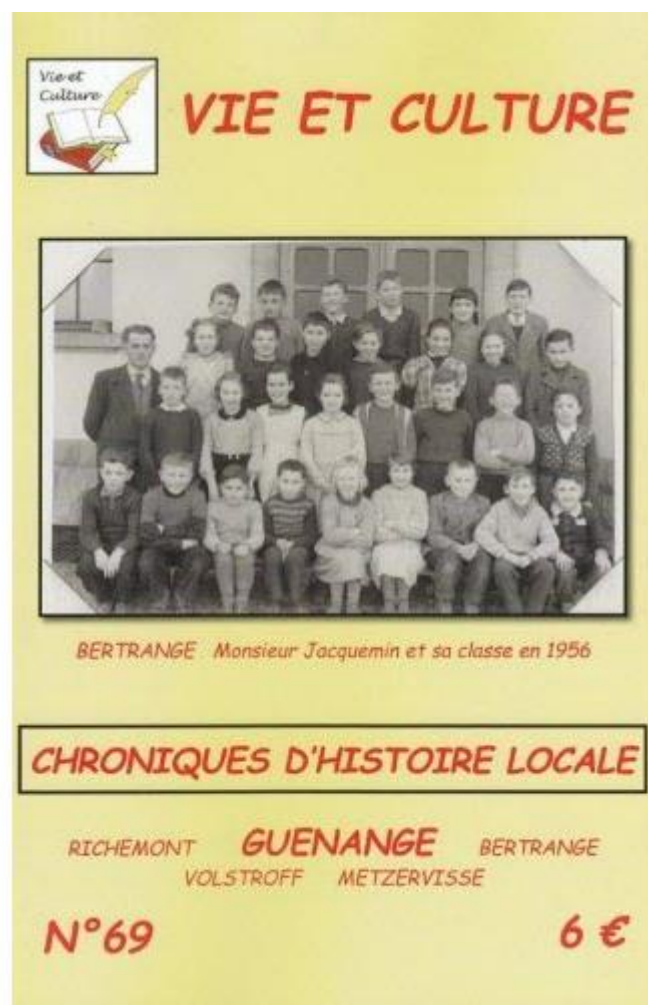 Vie et
Culture
VIE ET CULTURE
BERTRANGE Monsieur Jacquemin et sa classe en 1956
CHRONIQUES D'HISTOIRE LOCALE
RICHEMONT GUENANGE BERTRANGE
VOLSTROFF METZERVISSE
N°69 6 €